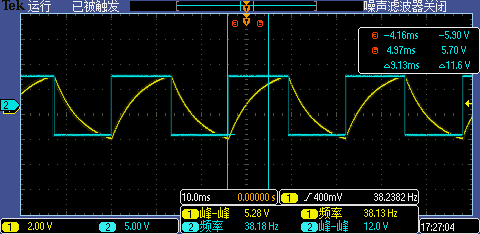 Tek 运行 已被触发 噪声滤波器关闭
a -4.16ms -5.90 V
b 4.97ms 5.70 V
△9.13ms △11.6 V
2
10.0ms 0.00000 s
1 400mV 38.2382 Hz
1 峰-峰 5.28 V 1 频率 38.13 Hz
1 2.00 V 2 5.00 V 2 频率 38.18 Hz 2 峰-峰 12.0 V 17:27:04